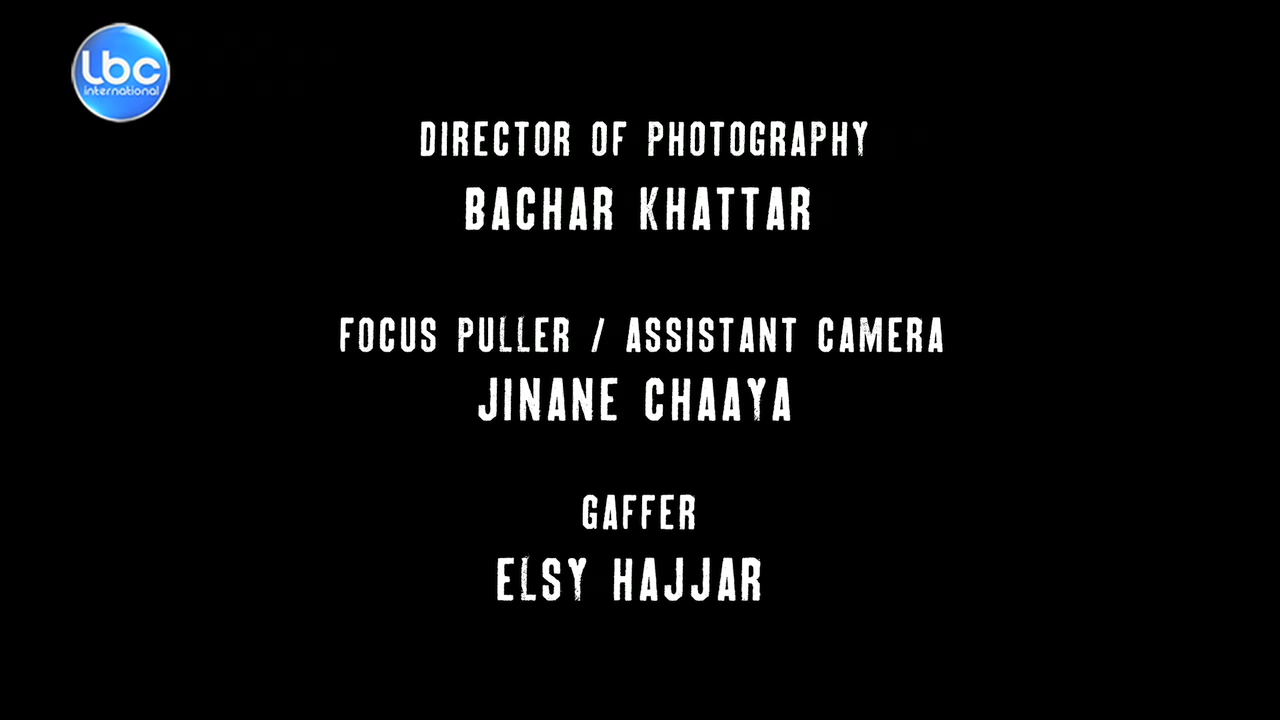 lbc
international
DIRECTOR OF PHOTOGRAPHY
BACHAR KHATTAR
FOCUS PULLER / ASSISTANT CAMERA
JINANE CHAAYA
GAFFER
ELSY HAJJAR